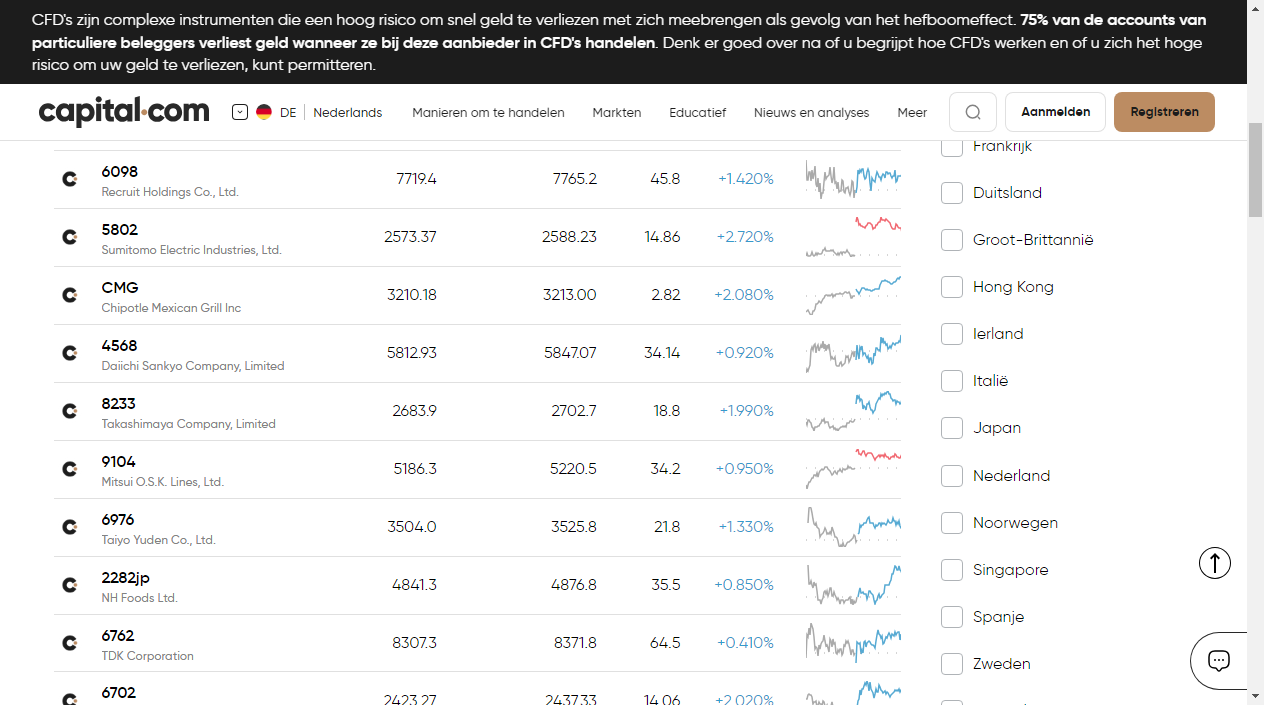 CFD's zijn complexe instrumenten die een hoog risico om snel geld te verliezen met zich meebrengen als gevolg van het hefboomeffect. 75% van de accounts van
particuliere beleggers verliest geld wanneer ze bij deze aanbieder in CFD's handelen. Denk er goed over na of u begrijpt hoe CFD's werken en of u zich het hoge
risico om uw geld te verliezen, kunt permitteren.
capital.com DE Nederlands Manieren om te handelen Markten Educatief Nieuws en analyses Meer Aanmelden Registreren
6098 7719.4 7765.2 45.8 +1.420%
Recruit Holdings Co., Ltd.
5802 2573.37 2588.23 14.86 +2.720%
Sumitomo Electric Industries, Ltd.
CMG 3210.18 3213.00 2.82 +2.080%
Chipotle Mexican Grill Inc
4568 5812.93 5847.07 34.14 +0.920%
Daiichi Sankyo Company, Limited
8233 2683.9 2702.7 18.8 +1.990%
Takashimaya Company, Limited
9104 5186.3 5220.5 34.2 +0.950%
Mitsui O.S.K. Lines, Ltd.
6976 3504.0 3525.8 21.8 +1.330%
Taiyo Yuden Co., Ltd.
2282jp 4841.3 4876.8 35.5 +0.850%
NH Foods Ltd.
6762 8307.3 8371.8 64.5 +0.410%
TDK Corporation
6702 2423.27 2437.33 14.06 +2.020%
Frankrijk
Duitsland
Groot-Brittannië
Hong Kong
Ierland
Italië
Japan
Nederland
Noorwegen
Singapore
Spanje
Zweden